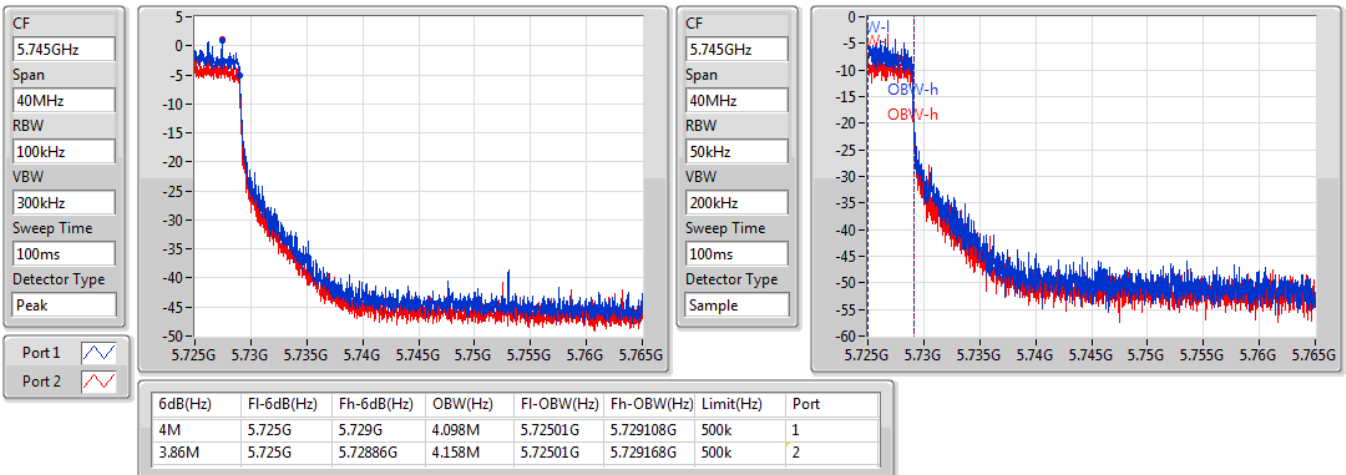 CF
5.745GHz
Span
40MHz
RBW
100kHz
VBW
300kHz
Sweep Time
100ms
Detector Type
Peak
Port 1
Port 2
5
0
-5
-10
-15
-20
-25
-30
-35
-40
-45
-50
5.725G 5.73G 5.735G 5.74G 5.745G 5.75G 5.755G 5.76G 5.765G
CF
5.745GHz
Span
40MHz
RBW
50kHz
VBW
200kHz
Sweep Time
100ms
Detector Type
Sample
0
-5
-10
-15
-20
-25
-30
-35
-40
-45
-50
-55
-60
W-l
OBW-h
OBW-h
5.725G 5.73G 5.735G 5.74G 5.745G 5.75G 5.755G 5.76G 5.765G
6dB(Hz) Fl-6dB(Hz) Fh-6dB(Hz) OBW(Hz) Fl-OBW(Hz) Fh-OBW(Hz) Limit(Hz) Port
4M 5.725G 5.729G 4.098M 5.72501G 5.729108G 500k 1
3.86M 5.725G 5.72886G 4.158M 5.72501G 5.729168G 500k 2